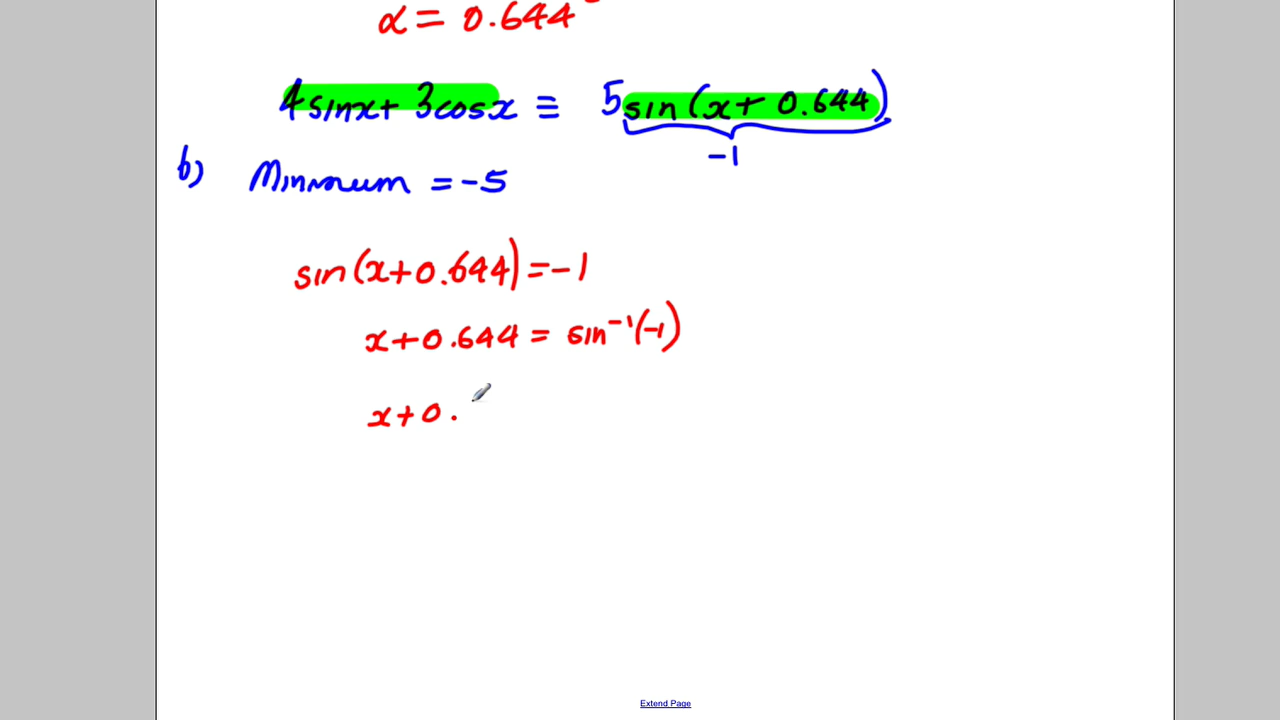 α = 0.644ᶜ
4sinx + 3cosx ≡ 5sin(x + 0.644)
-1
b) Minimum = -5
sin(x+0.644) = -1
x+0.644 = sin⁻¹(-1)
x+0.
Extend Page